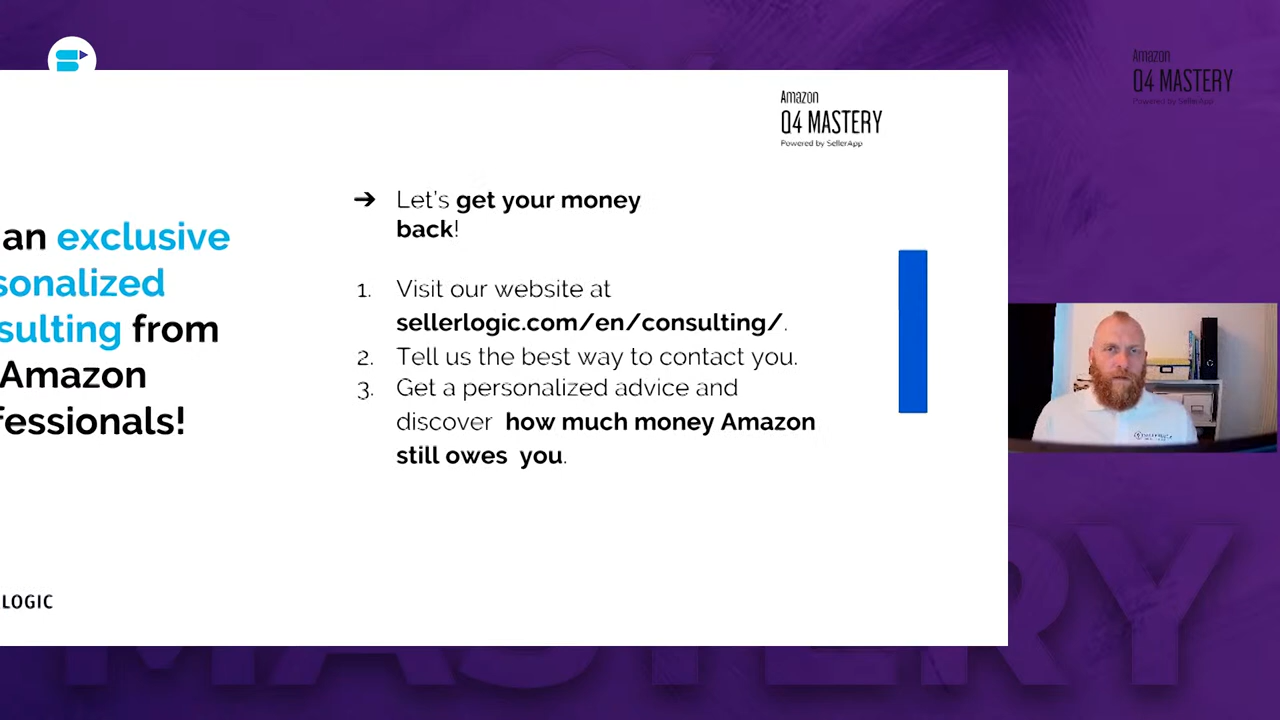 Amazon
Q4 MASTERY
Powered by SellerApp
Amazon
Q4 MASTERY
Powered by SellerApp
an exclusive
sonalized
sulting from
Amazon
fessionals!
➔ Let's get your money
back!
1. Visit our website at
sellerlogic.com/en/consulting/.
2. Tell us the best way to contact you.
3. Get a personalized advice and
discover how much money Amazon
still owes you.
LOGIC
MASTERY